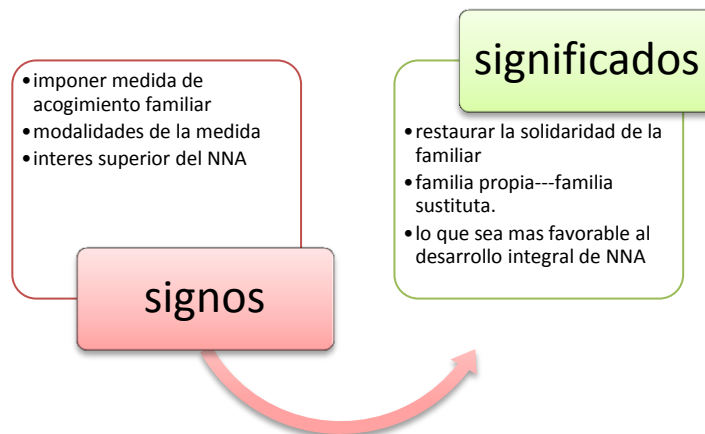 • imponer medida de
acogimiento familiar
• modalidades de la medida
• interes superior del NNA
signos
significados
• restaurar la solidaridad de la
familiar
• familia propia---familia
sustituta.
• lo que sea mas favorable al
desarrollo integral de NNA